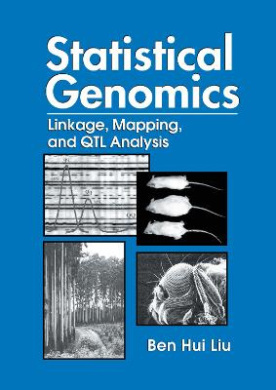 Statistical
Genomics
Linkage, Mapping,
and QTL Analysis
Ben Hui Liu